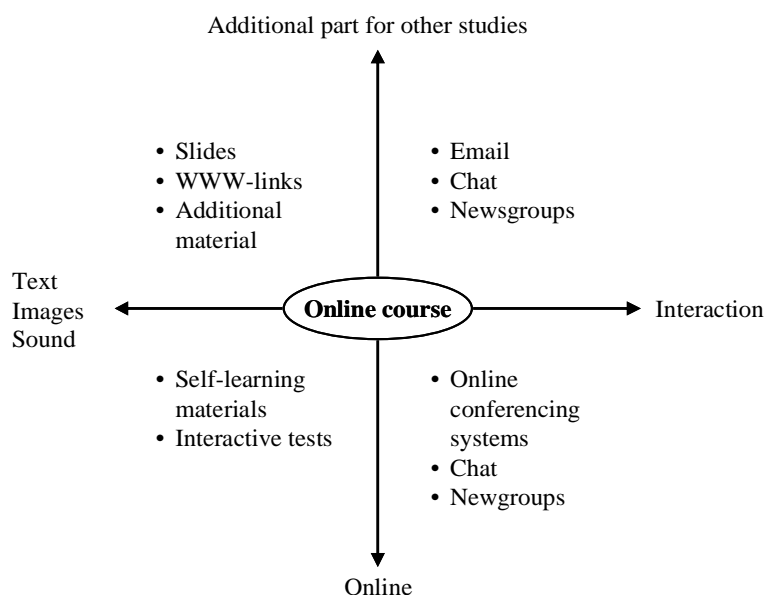 Additional part for other studies
• Slides
• WWW-links
• Additional
material
• Email
• Chat
• Newsgroups
Text
Images
Sound
Online course
Interaction
• Self-learning
materials
• Interactive tests
• Online
conferencing
systems
• Chat
• Newgroups
Online